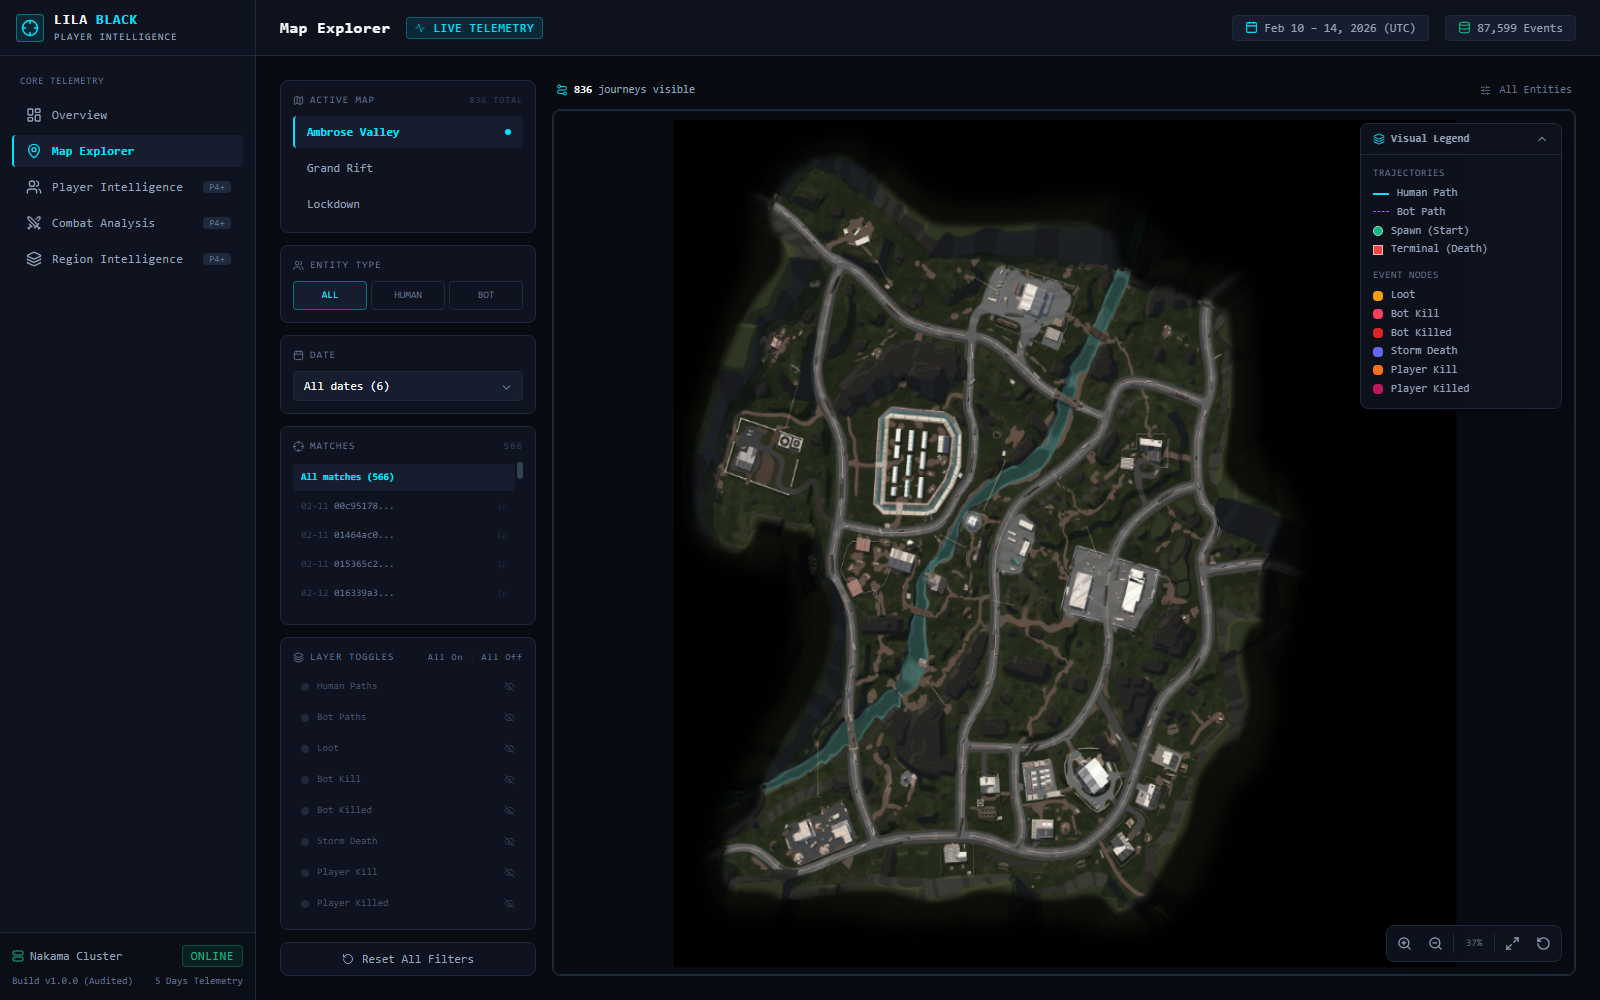 LILA BLACK
PLAYER INTELLIGENCE
CORE TELEMETRY
Overview
Map Explorer
Player Intelligence P4+
Combat Analysis P4+
Region Intelligence P4+
Nakama Cluster ONLINE
Build v1.0.0 (Audited) 5 Days Telemetry
Map Explorer LIVE TELEMETRY
Feb 10 – 14, 2026 (UTC) 87,599 Events
ACTIVE MAP 836 TOTAL
Ambrose Valley
Grand Rift
Lockdown
ENTITY TYPE
ALL HUMAN BOT
DATE
All dates (6)
MATCHES 566
All matches (566)
02-11 00c95178... 1p
02-11 01464ac0... 1p
02-11 015365c2... 1p
02-12 016339a3... 1p
LAYER TOGGLES All On All Off
Human Paths
Bot Paths
Loot
Bot Kill
Bot Killed
Storm Death
Player Kill
Player Killed
Reset All Filters
836 journeys visible All Entities
Visual Legend
TRAJECTORIES
Human Path
Bot Path
Spawn (Start)
Terminal (Death)
EVENT NODES
Loot
Bot Kill
Bot Killed
Storm Death
Player Kill
Player Killed
37%